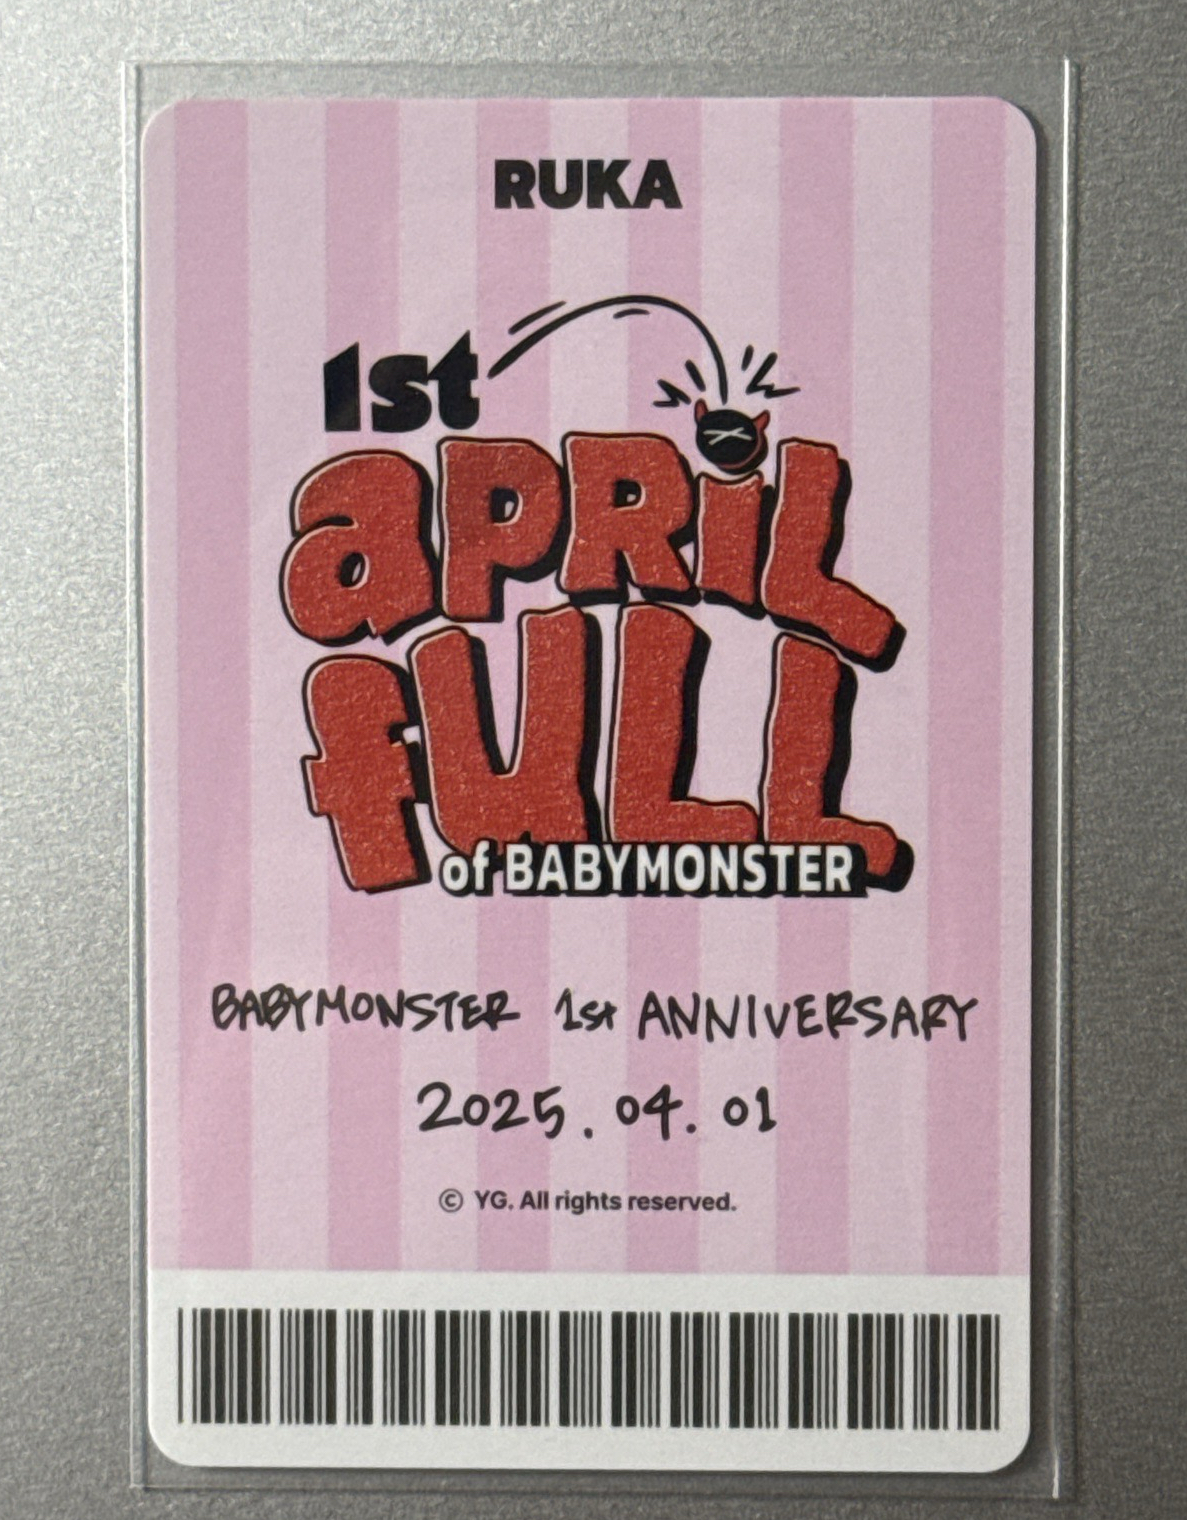 RUKA
1st
aPRiL
fuLL
of BABYMONSTER
BABYMONSTER 1st ANNIVERSARY
2025. 04. 01
© YG. All rights reserved.